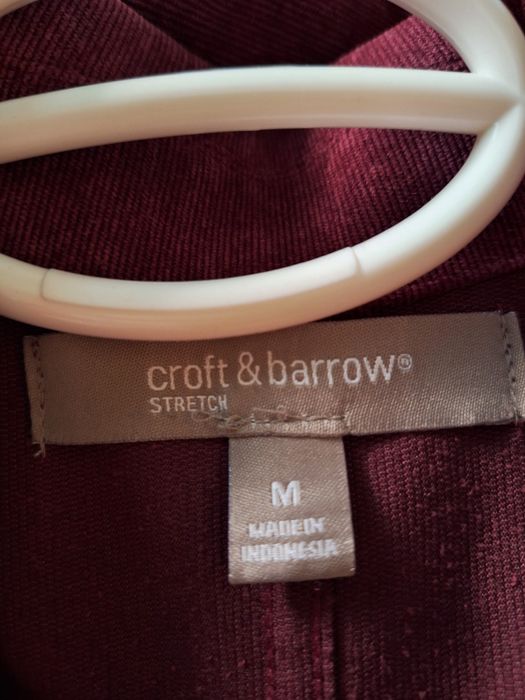 croft & barrow®
STRETCH
M
MADE IN
INDONESIA